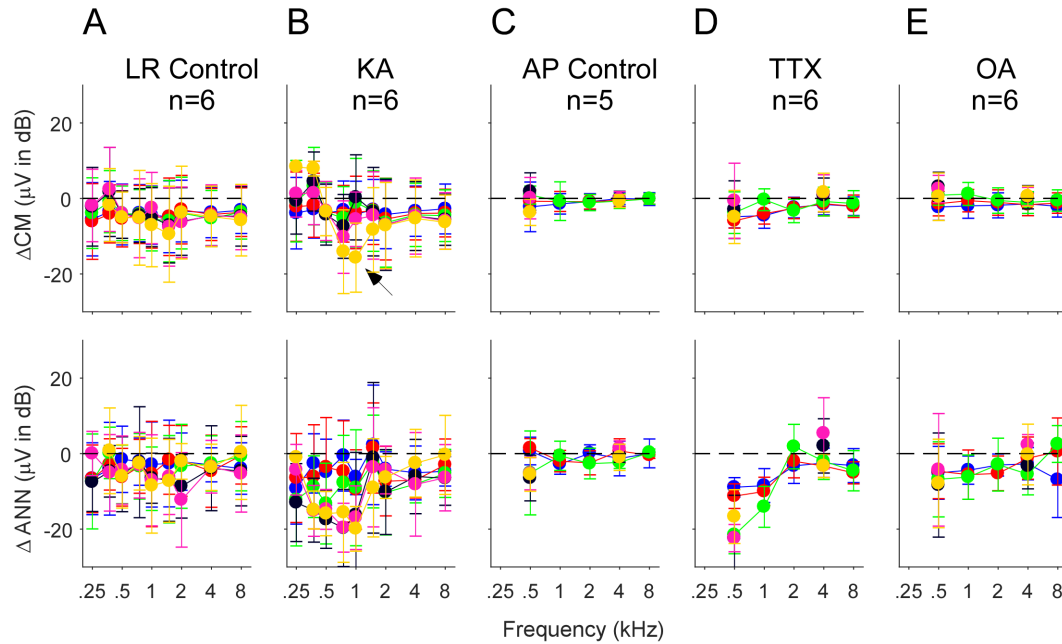 A B C D E
LR Control KA AP Control TTX OA
n=6 n=6 n=5 n=6 n=6
ΔCM (μV in dB)
20
0
-20
Δ ANN (μV in dB)
20
0
-20
.25 .5 1 2 4 8 .25 .5 1 2 4 8 .25 .5 1 2 4 8 .25 .5 1 2 4 8 .25 .5 1 2 4 8
Frequency (kHz)